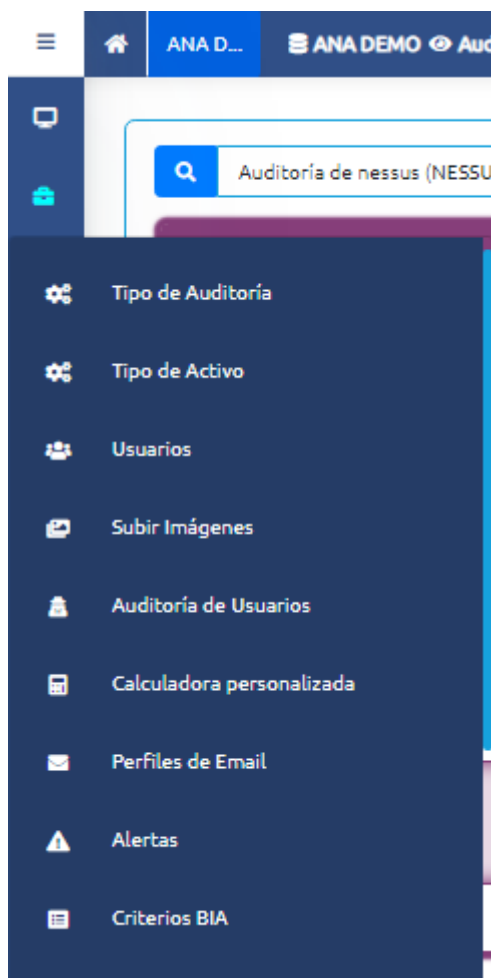 ANA D...
ANA DEMO
Auditoría de nessus (NESSU
Tipo de Auditoría
Tipo de Activo
Usuarios
Subir Imágenes
Auditoría de Usuarios
Calculadora personalizada
Perfiles de Email
Alertas
Criterios BIA